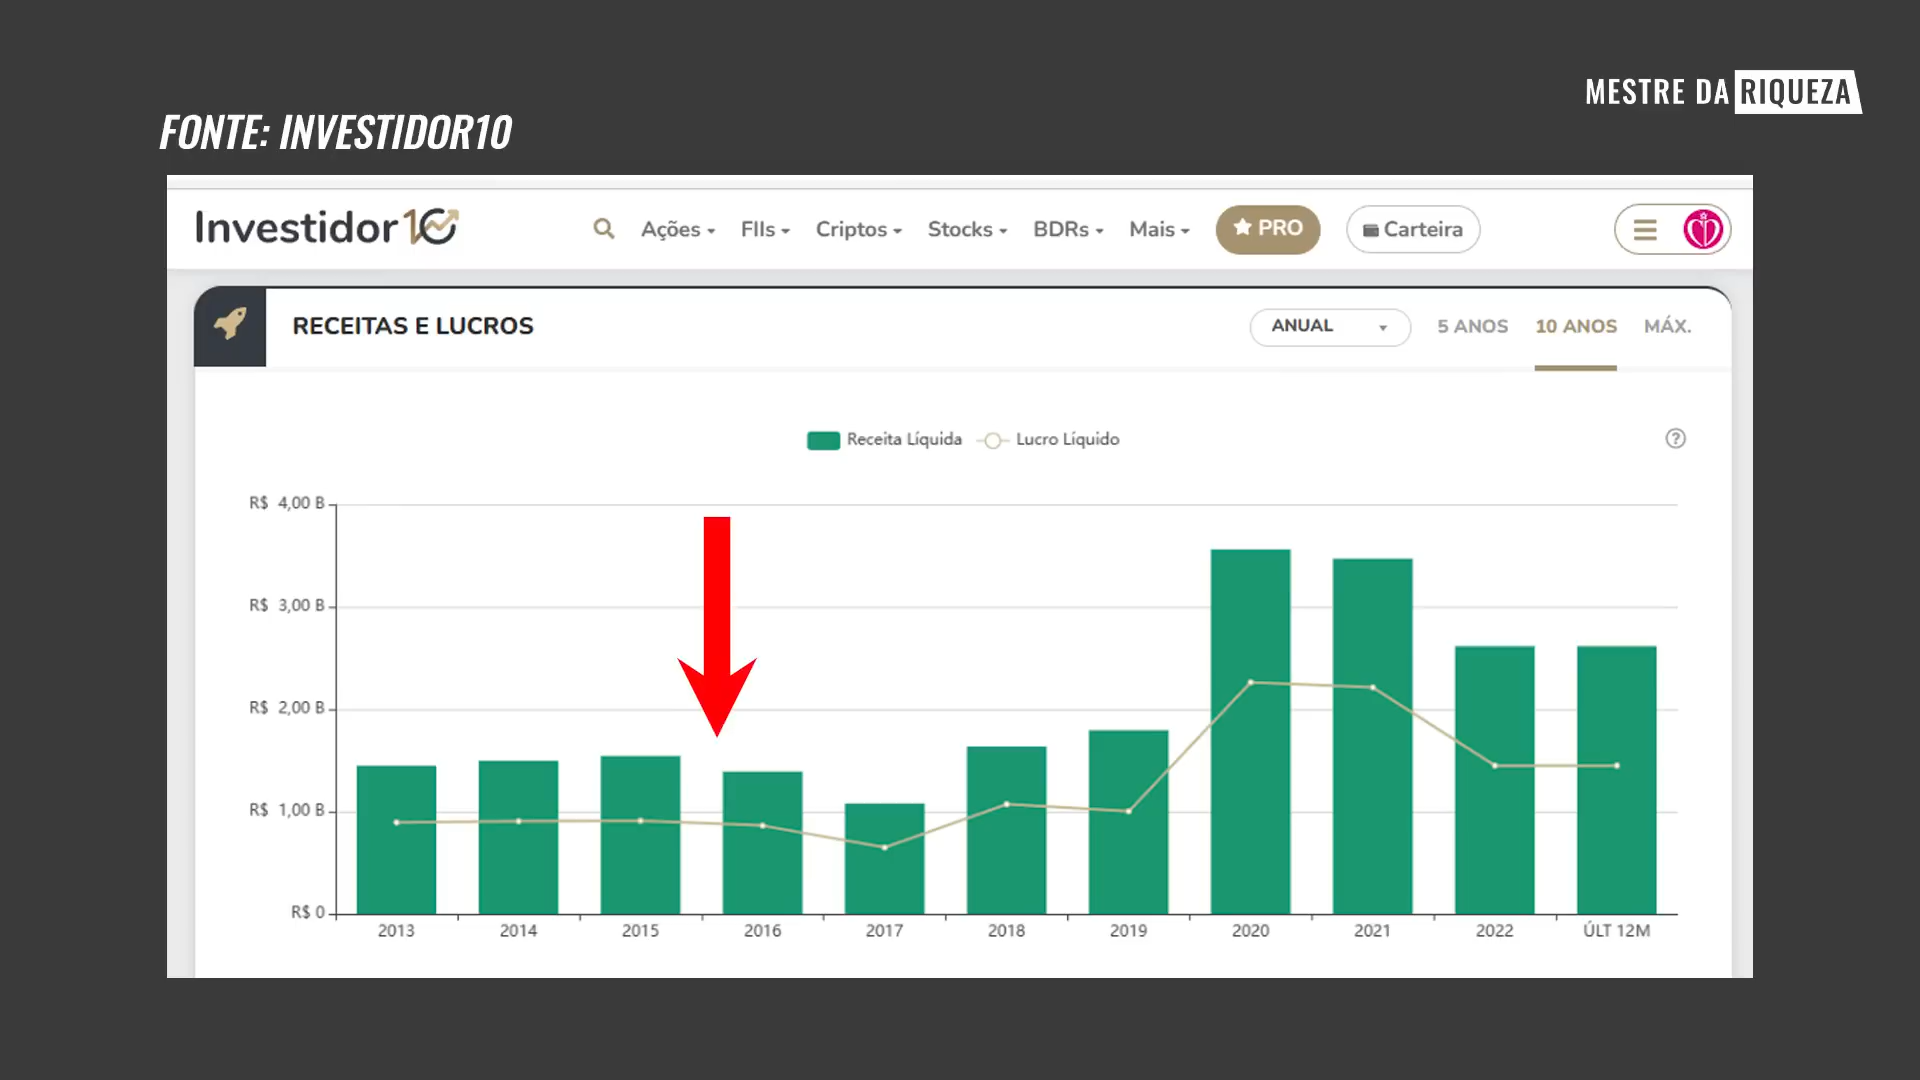 MESTRE DA RIQUEZA
FONTE: INVESTIDOR10
Investidor10 Ações FIIs Criptos Stocks BDRs Mais PRO Carteira
RECEITAS E LUCROS ANUAL 5 ANOS 10 ANOS MÁX.
Receita Líquida Lucro Líquido ?
R$ 4,00 B
R$ 3,00 B
R$ 2,00 B
R$ 1,00 B
R$ 0
2013 2014 2015 2016 2017 2018 2019 2020 2021 2022 ÚLT 12M